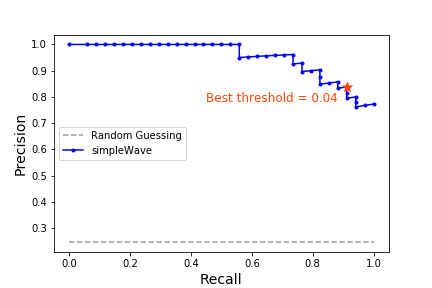 1.0
0.9
0.8
0.7
0.6
0.5
0.4
0.3
Precision
Best threshold = 0.04
Random Guessing
simpleWave
0.0
0.2
0.4
0.6
0.8
1.0
Recall